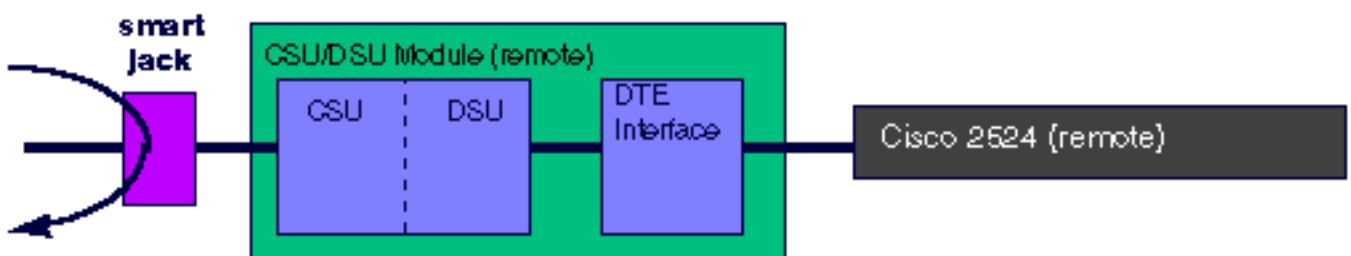 smart
jack
CSU/DSU Module (remote)
CSU
DSU
DTE
Interface
Cisco 2524 (remote)